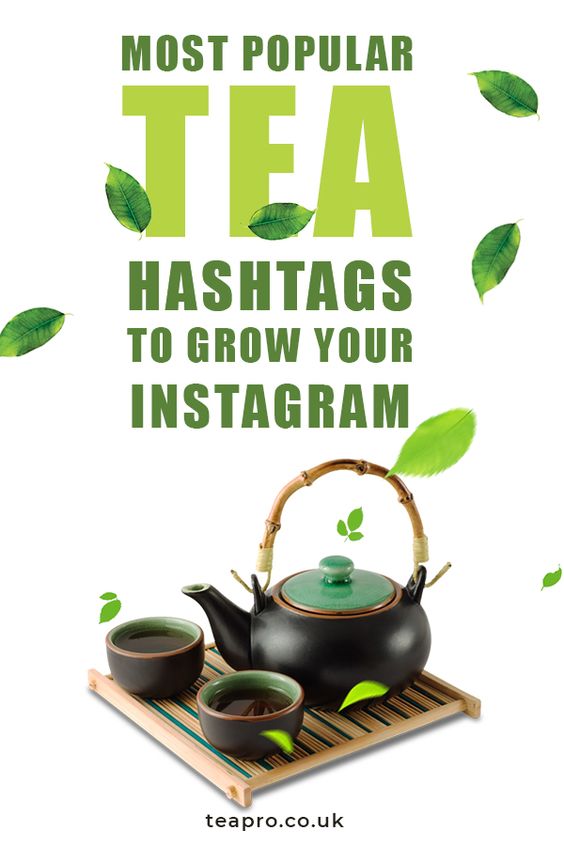 MOST POPULAR
TEA
HASHTAGS
TO GROW YOUR
INSTAGRAM
teapro.co.uk